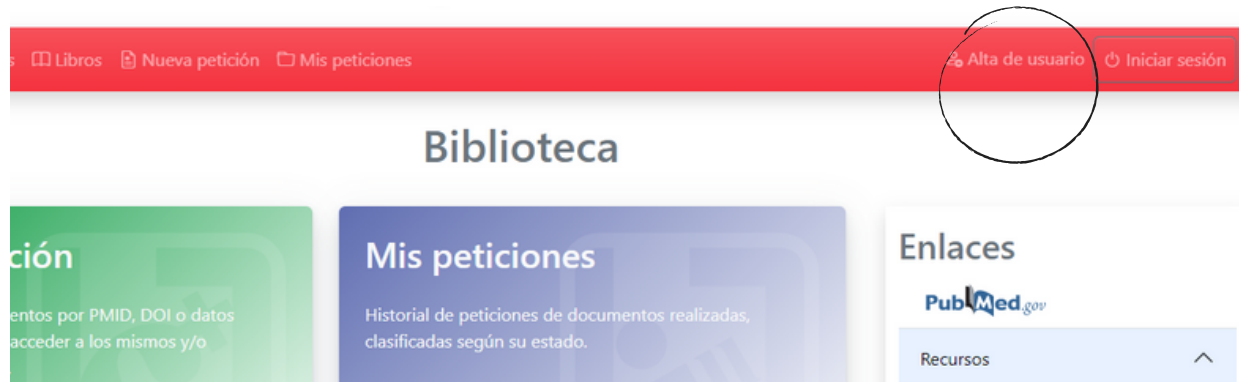 s Libros Nueva petición Mis peticiones Alta de usuario Iniciar sesión
Biblioteca
ción
entos por PMID, DOI o datos
acceder a los mismos y/o
Mis peticiones
Historial de peticiones de documentos realizadas,
clasificadas según su estado.
Enlaces
PubMed.gov
Recursos